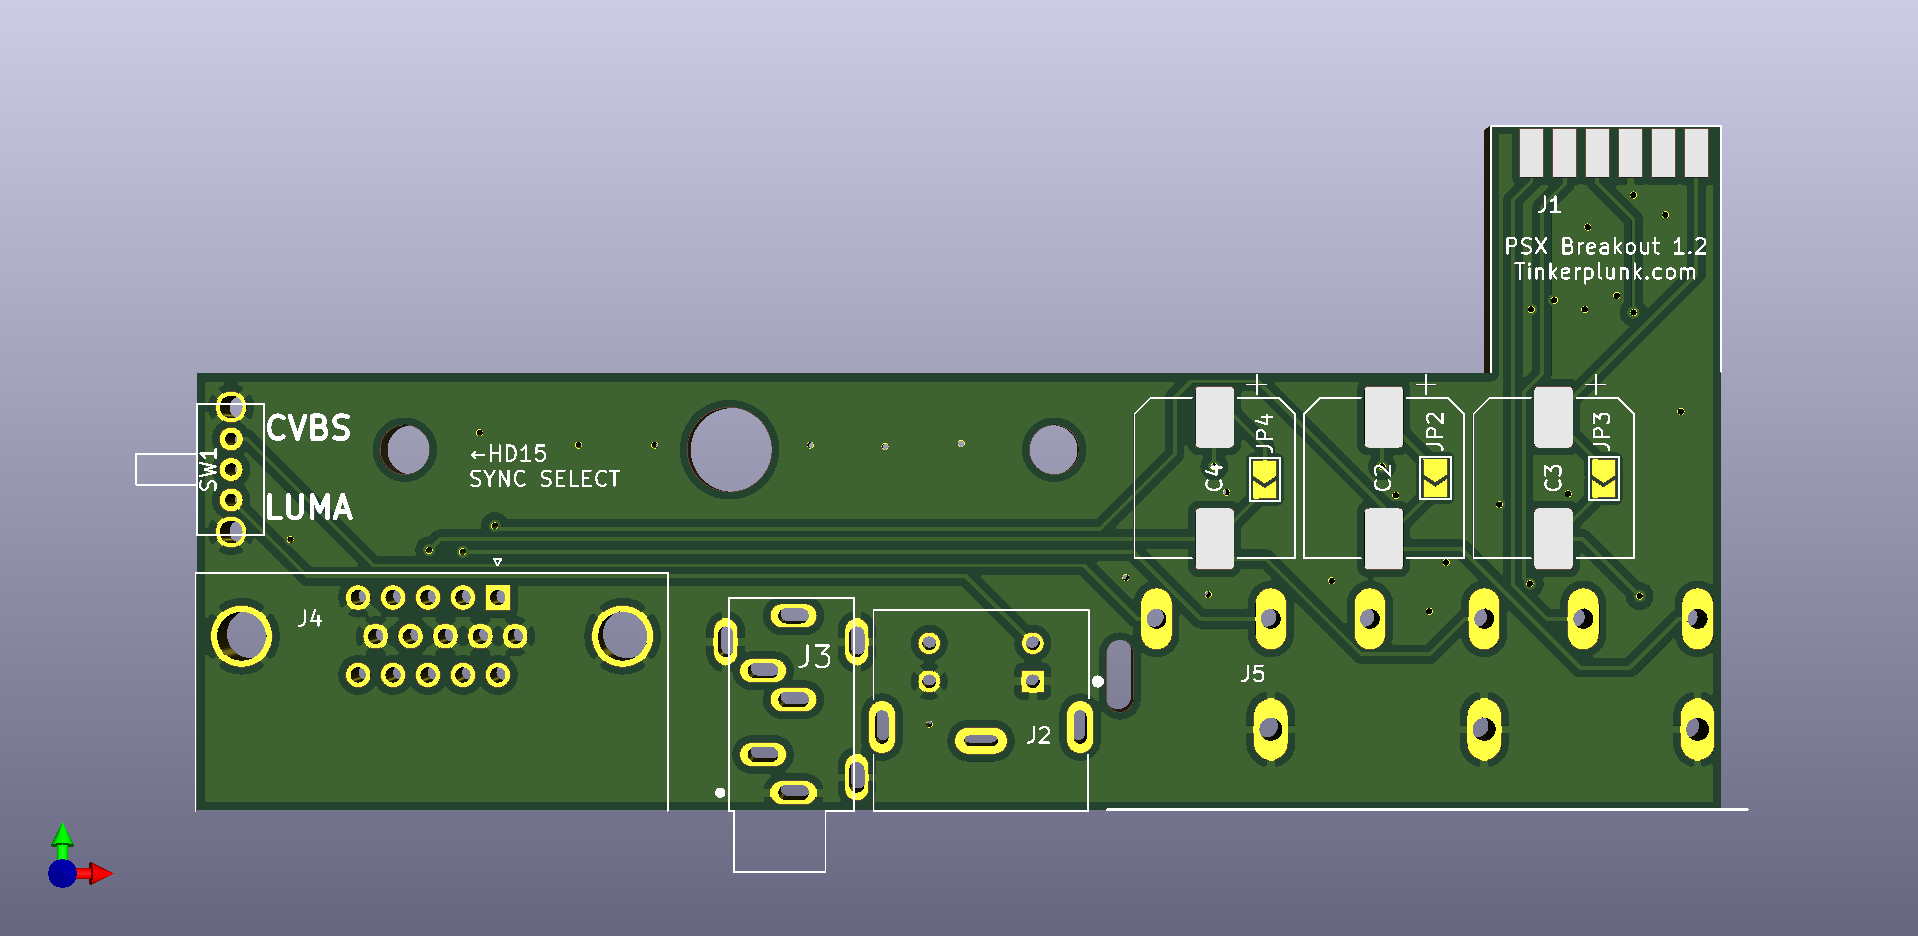 J1
PSX Breakout 1.2
Tinkerplunk.com
CVBS
←HD15
SYNC SELECT
SW1
LUMA
C4
JP4
C2
JP2
C3
JP3
J4
J3
J2
J5